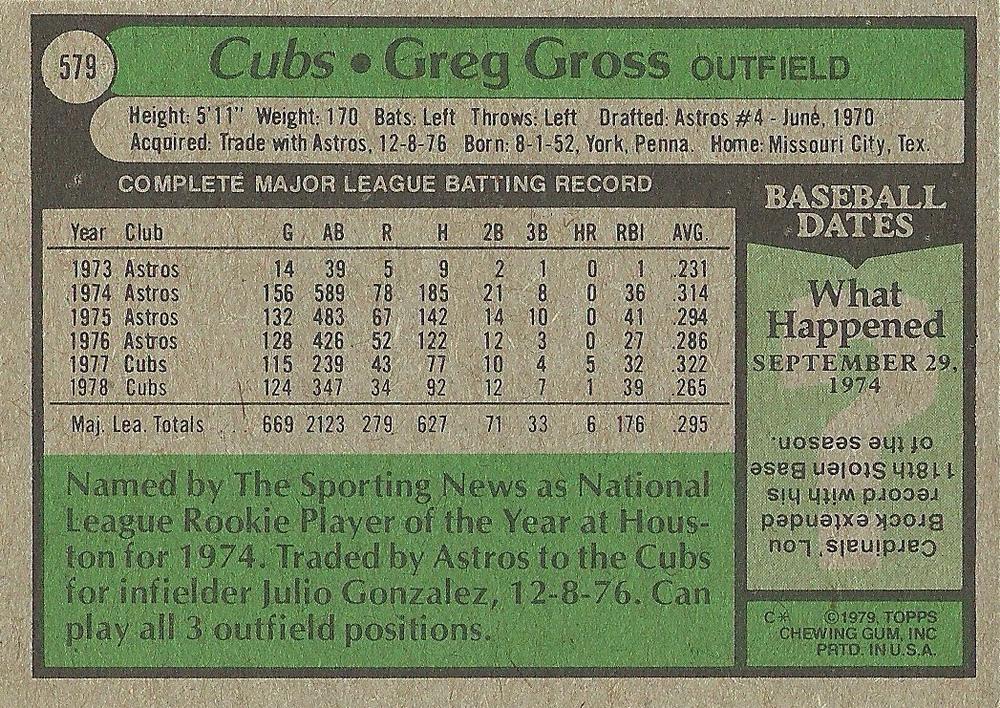 579
Cubs • Greg Gross OUTFIELD
Height: 5'11" Weight: 170 Bats: Left Throws: Left Drafted: Astros #4 - June, 1970
Acquired: Trade with Astros, 12-8-76 Born: 8-1-52, York, Penna. Home: Missouri City, Tex.
COMPLETE MAJOR LEAGUE BATTING RECORD
Year Club G AB R H 2B 3B HR RBI AVG.
1973 Astros 14 39 5 9 2 1 0 1 .231
1974 Astros 156 589 78 185 21 8 0 36 .314
1975 Astros 132 483 67 142 14 10 0 41 .294
1976 Astros 128 426 52 122 12 3 0 27 .286
1977 Cubs 115 239 43 77 10 4 5 32 .322
1978 Cubs 124 347 34 92 12 7 1 39 .265
Maj. Lea. Totals . . . 669 2123 279 627 71 33 6 176 .295
Named by The Sporting News as National
League Rookie Player of the Year at Hous-
ton for 1974. Traded by Astros to the Cubs
for infielder Julio Gonzalez, 12-8-76. Can
play all 3 outfield positions.
BASEBALL
DATES
What
Happened
SEPTEMBER 29,
1974
?
Cardinals' Lou
Brock extended
record with his
118th Stolen Base
of the season.
C* ©1979, TOPPS
CHEWING GUM, INC
PRTD. IN U.S.A.